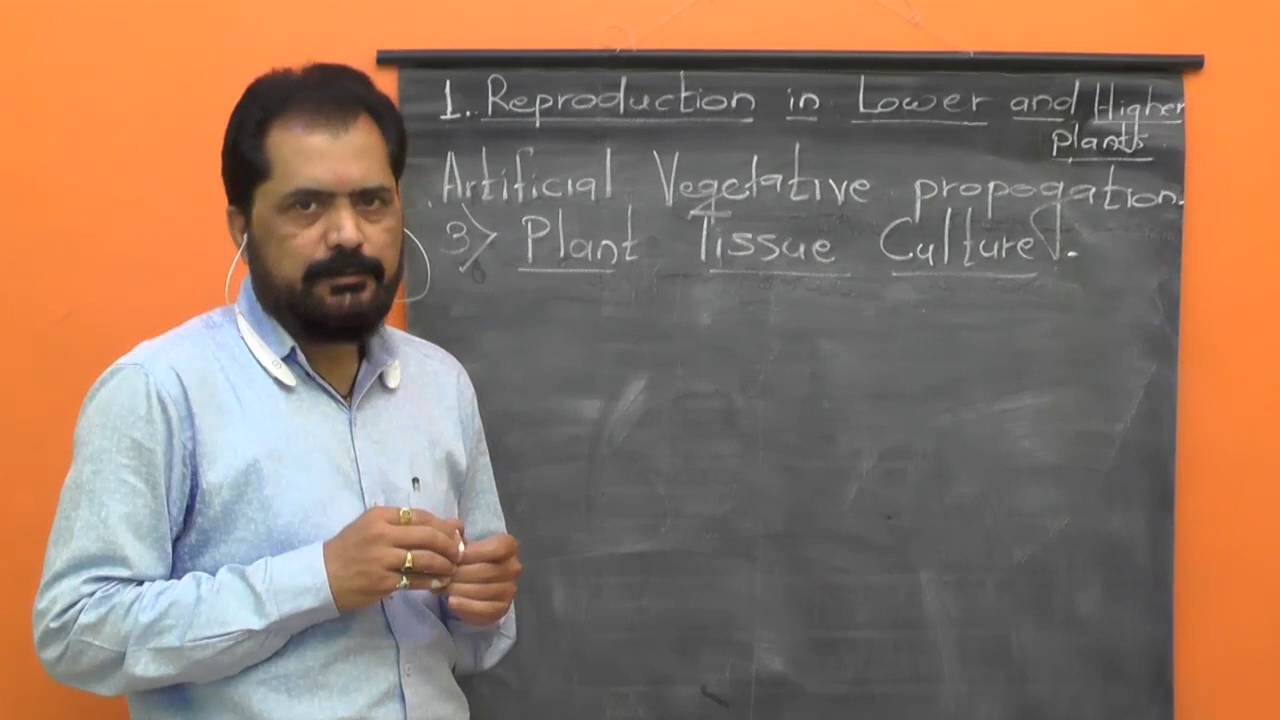 1.. Reproduction in Lower and Higher
plants.
Artificial Vegetative propogation.
3> Plant Tissue Culture.